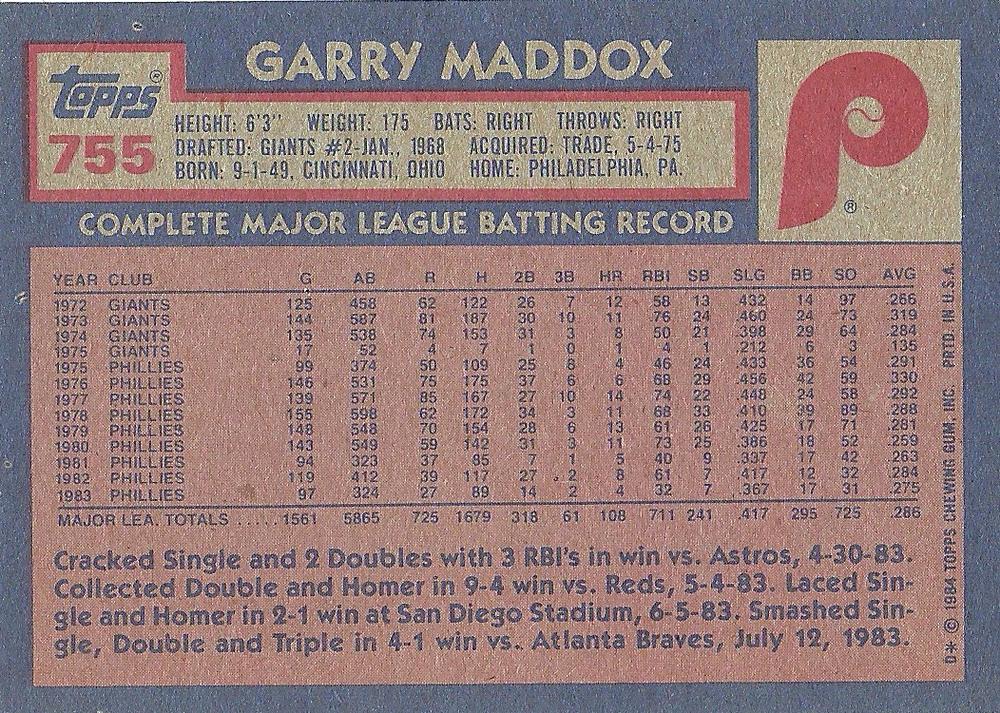 GARRY MADDOX
Topps®
755
HEIGHT: 6'3" WEIGHT: 175 BATS: RIGHT THROWS: RIGHT
DRAFTED: GIANTS #2-JAN., 1968 ACQUIRED: TRADE, 5-4-75
BORN: 9-1-49, CINCINNATI, OHIO HOME: PHILADELPHIA, PA.
P
®
COMPLETE MAJOR LEAGUE BATTING RECORD
YEAR CLUB G AB R H 2B 3B HR RBI SB SLG BB SO AVG
1972 GIANTS 125 458 62 122 26 7 12 58 13 .432 14 97 .266
1973 GIANTS 144 587 81 187 30 10 11 76 24 .460 24 73 .319
1974 GIANTS 135 538 74 153 31 3 8 50 21 .398 29 64 .284
1975 GIANTS 17 52 4 7 1 0 1 4 1 .212 6 3 .135
1975 PHILLIES 99 374 50 109 25 8 4 46 24 .433 36 54 .291
1976 PHILLIES 146 531 75 175 37 6 6 68 29 .456 42 59 .330
1977 PHILLIES 139 571 85 167 27 10 14 74 22 .448 24 58 .292
1978 PHILLIES 155 598 62 172 34 3 11 68 33 .410 39 89 .288
1979 PHILLIES 148 548 70 154 28 6 13 61 26 .425 17 71 .281
1980 PHILLIES 143 549 59 142 31 3 11 73 25 .386 18 52 .259
1981 PHILLIES 94 323 37 85 7 1 5 40 9 .337 17 42 .263
1982 PHILLIES 119 412 39 117 27 2 8 61 7 .417 12 32 .284
1983 PHILLIES 97 324 27 89 14 2 4 32 7 .367 17 31 .275
MAJOR LEA. TOTALS ..... 1561 5865 725 1679 318 61 108 711 241 .417 295 725 .286
Cracked Single and 2 Doubles with 3 RBI's in win vs. Astros, 4-30-83.
Collected Double and Homer in 9-4 win vs. Reds, 5-4-83. Laced Sin-
gle and Homer in 2-1 win at San Diego Stadium, 6-5-83. Smashed Sin-
gle, Double and Triple in 4-1 win vs. Atlanta Braves, July 12, 1983.
D* © 1984 TOPPS CHEWING GUM, INC. PRTD. IN U.S.A.